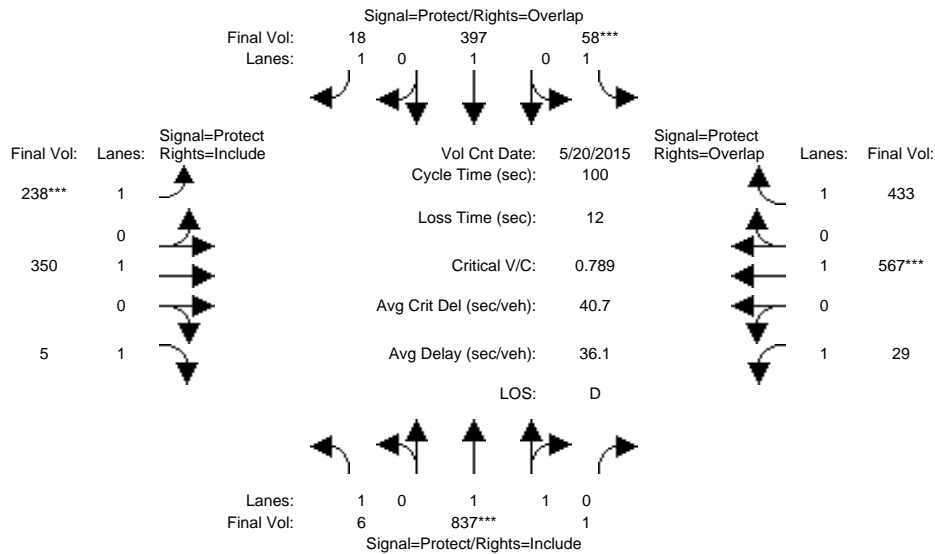 Signal=Protect/Rights=Overlap
Final Vol: 18 397 58***
Lanes: 1 0 1 0 1
Signal=Protect
Final Vol: Lanes: Rights=Include
Vol Cnt Date: 5/20/2015
Signal=Protect
Rights=Overlap Lanes: Final Vol:
Cycle Time (sec): 100
238*** 1
1 433
Loss Time (sec): 12
0
0
350 1
Critical V/C: 0.789
1 567***
0
Avg Crit Del (sec/veh): 40.7
0
5 1
Avg Delay (sec/veh): 36.1
1 29
LOS: D
Lanes: 1 0 1 1 0
Final Vol: 6 837*** 1
Signal=Protect/Rights=Include